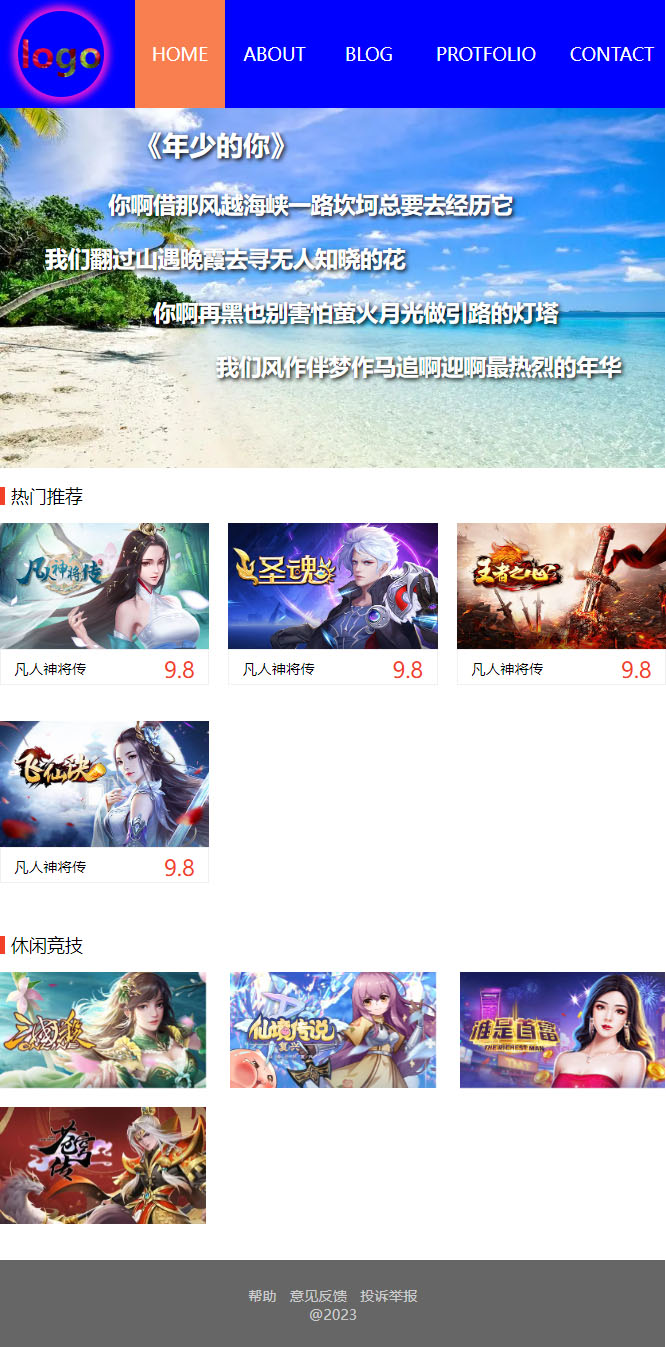 logo
HOME ABOUT BLOG PROTFOLIO CONTACT
《年少的你》
你啊借那风越海峡一路坎坷总要去经历它
我们翻过山遇晚霞去寻无人知晓的花
你啊再黑也别害怕萤火月光做引路的灯塔
我们风作伴梦作马追啊迎啊最热烈的年华
热门推荐
凡人神将传
圣魂
王者之心
凡人神将传 9.8
凡人神将传 9.8
凡人神将传 9.8
飞仙诀
凡人神将传 9.8
休闲竞技
三国杀
仙境传说
复兴
谁是首富
THE RICHEST MAN
苍穹传
帮助 意见反馈 投诉举报
@2023